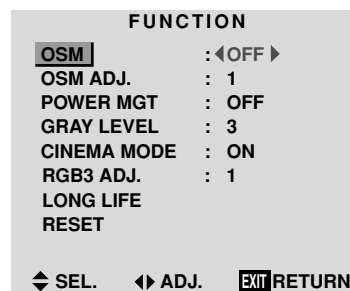 FUNCTION
OSM : ◀OFF▶
OSM ADJ. : 1
POWER MGT : OFF
GRAY LEVEL : 3
CINEMA MODE : ON
RGB3 ADJ. : 1
LONG LIFE
RESET
SEL. ADJ. EXIT RETURN